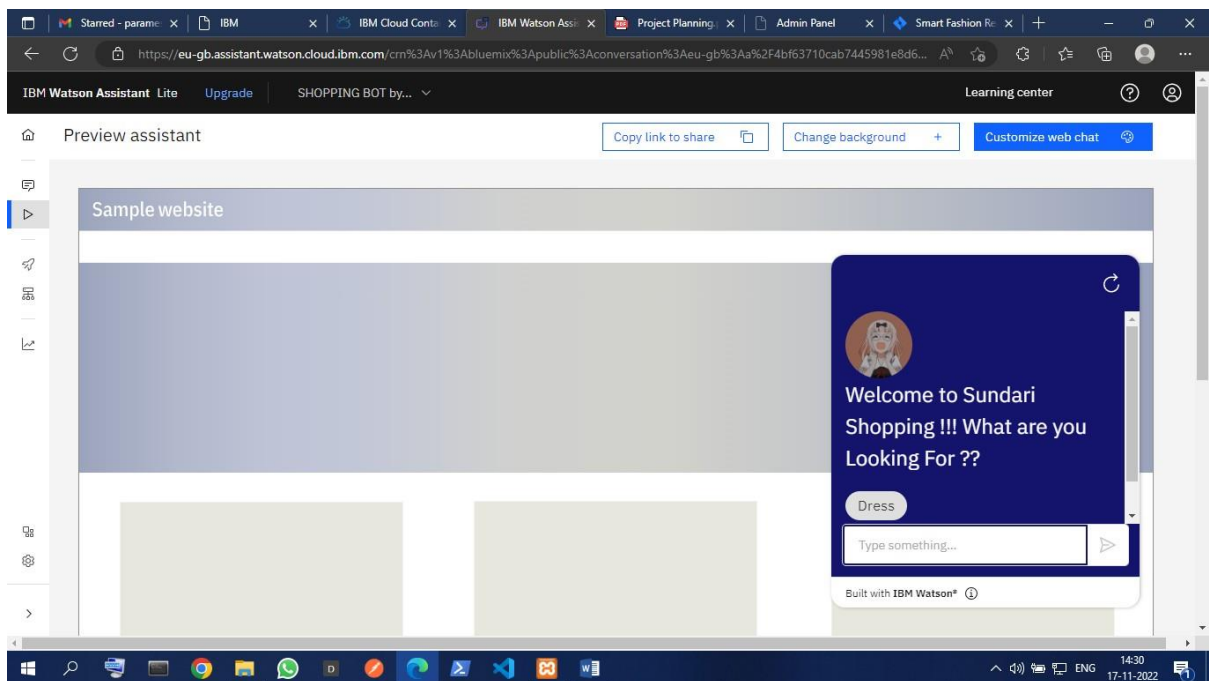 Starred - parame
IBM
IBM Cloud Conta
IBM Watson Assis
Project Planning.
Admin Panel
Smart Fashion Re
https://eu-gb.assistant.watson.cloud.ibm.com/crn%3Av1%3Abluemix%3Apublic%3Aconversation%3Aeu-gb%3Aa%2F4bf63710cab7445981e8d6...
IBM Watson Assistant Lite Upgrade SHOPPING BOT by... Learning center
Preview assistant Copy link to share Change background + Customize web chat
Sample website
Welcome to Sundari
Shopping !!! What are you
Looking For ??
Dress
Type something...
Built with IBM Watson® i
ENG 14:30
17-11-2022